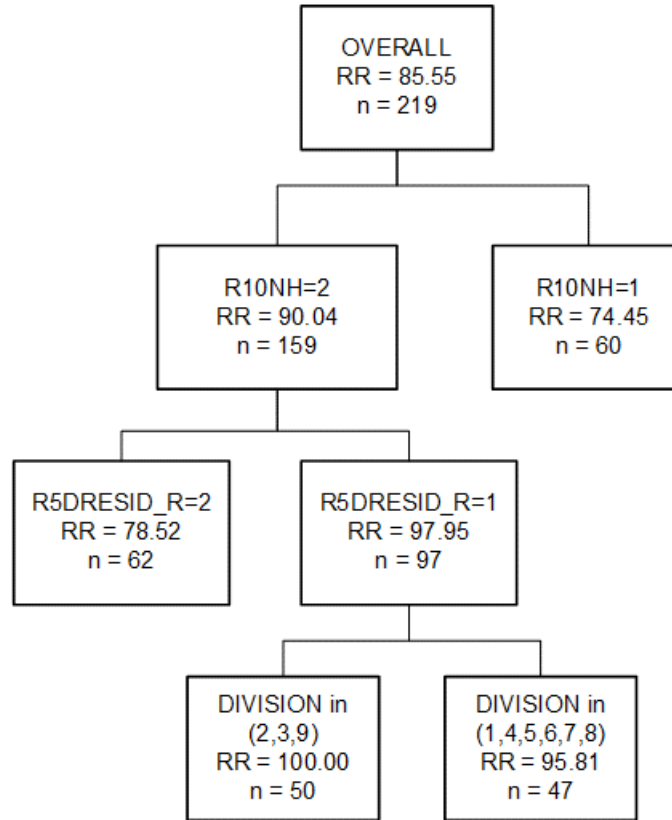 OVERALL
RR = 85.55
n = 219
R10NH=2
RR = 90.04
n = 159
R10NH=1
RR = 74.45
n = 60
R5DRESID_R=2
RR = 78.52
n = 62
R5DRESID_R=1
RR = 97.95
n = 97
DIVISION in
(2,3,9)
RR = 100.00
n = 50
DIVISION in
(1,4,5,6,7,8)
RR = 95.81
n = 47